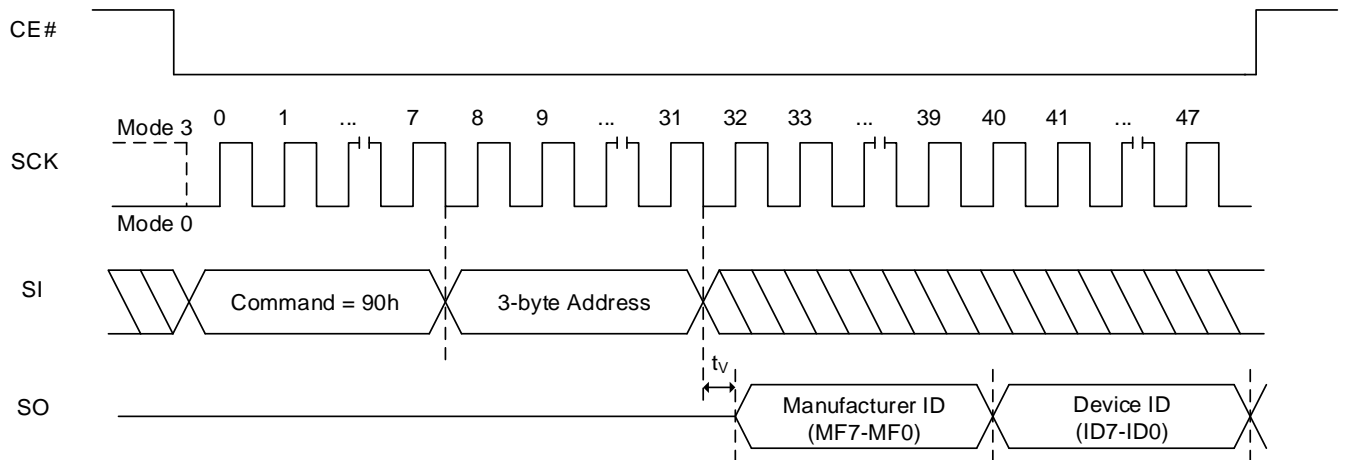 CE#
Mode 3
0 1 ... 7 8 9 ... 31 32 33 ... 39 40 41 ... 47
SCK
Mode 0
SI
Command = 90h
3-byte Address
tV
SO
Manufacturer ID
(MF7-MF0)
Device ID
(ID7-ID0)